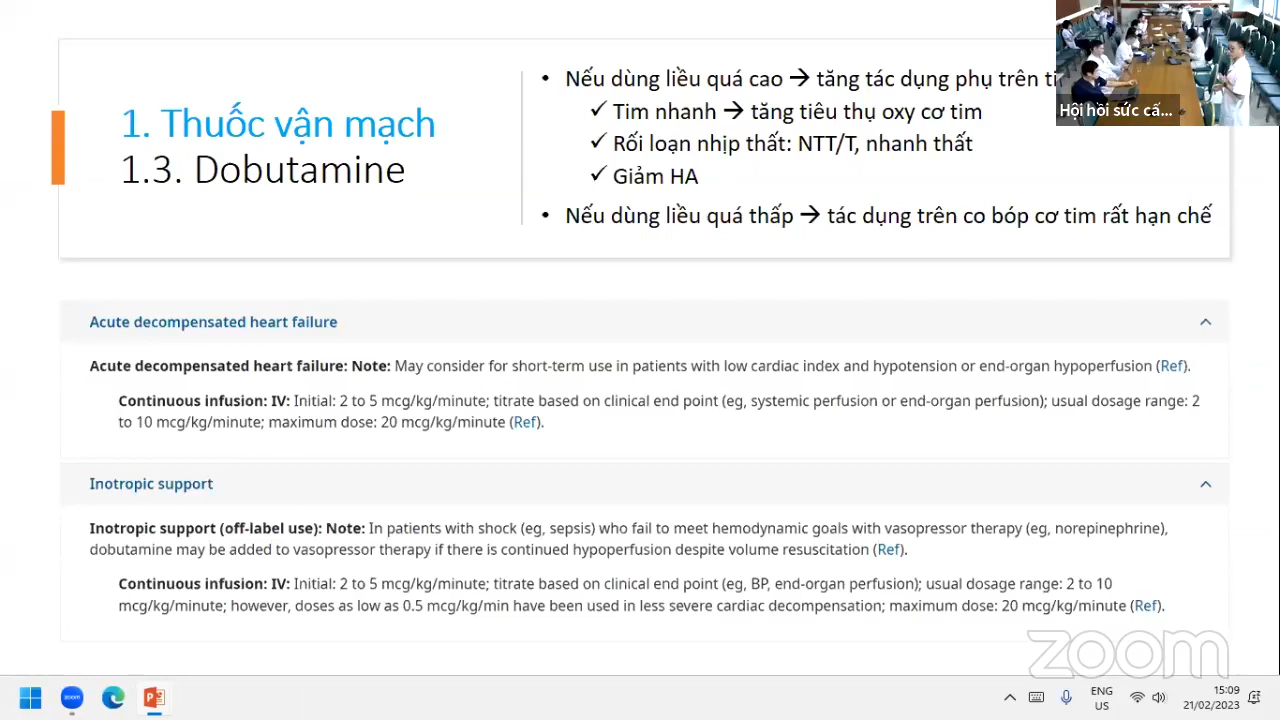 1. Thuốc vận mạch
1.3. Dobutamine
• Nếu dùng liều quá cao → tăng tác dụng phụ trên
✓ Tim nhanh → tăng tiêu thụ oxy cơ tim
✓ Rối loạn nhịp thất: NTT/T, nhanh thất
✓ Giảm HA
• Nếu dùng liều quá thấp → tác dụng trên co bóp cơ tim rất hạn chế
Hội hồi sức cấ...
Acute decompensated heart failure
Acute decompensated heart failure: Note: May consider for short-term use in patients with low cardiac index and hypotension or end-organ hypoperfusion (Ref).
Continuous infusion: IV: Initial: 2 to 5 mcg/kg/minute; titrate based on clinical end point (eg, systemic perfusion or end-organ perfusion); usual dosage range: 2
to 10 mcg/kg/minute; maximum dose: 20 mcg/kg/minute (Ref).
Inotropic support
Inotropic support (off-label use): Note: In patients with shock (eg, sepsis) who fail to meet hemodynamic goals with vasopressor therapy (eg, norepinephrine),
dobutamine may be added to vasopressor therapy if there is continued hypoperfusion despite volume resuscitation (Ref).
Continuous infusion: IV: Initial: 2 to 5 mcg/kg/minute; titrate based on clinical end point (eg, BP, end-organ perfusion); usual dosage range: 2 to 10
mcg/kg/minute; however, doses as low as 0.5 mcg/kg/min have been used in less severe cardiac decompensation; maximum dose: 20 mcg/kg/minute (Ref).
zoom
zoom
ENG
US
15:09
21/02/2023